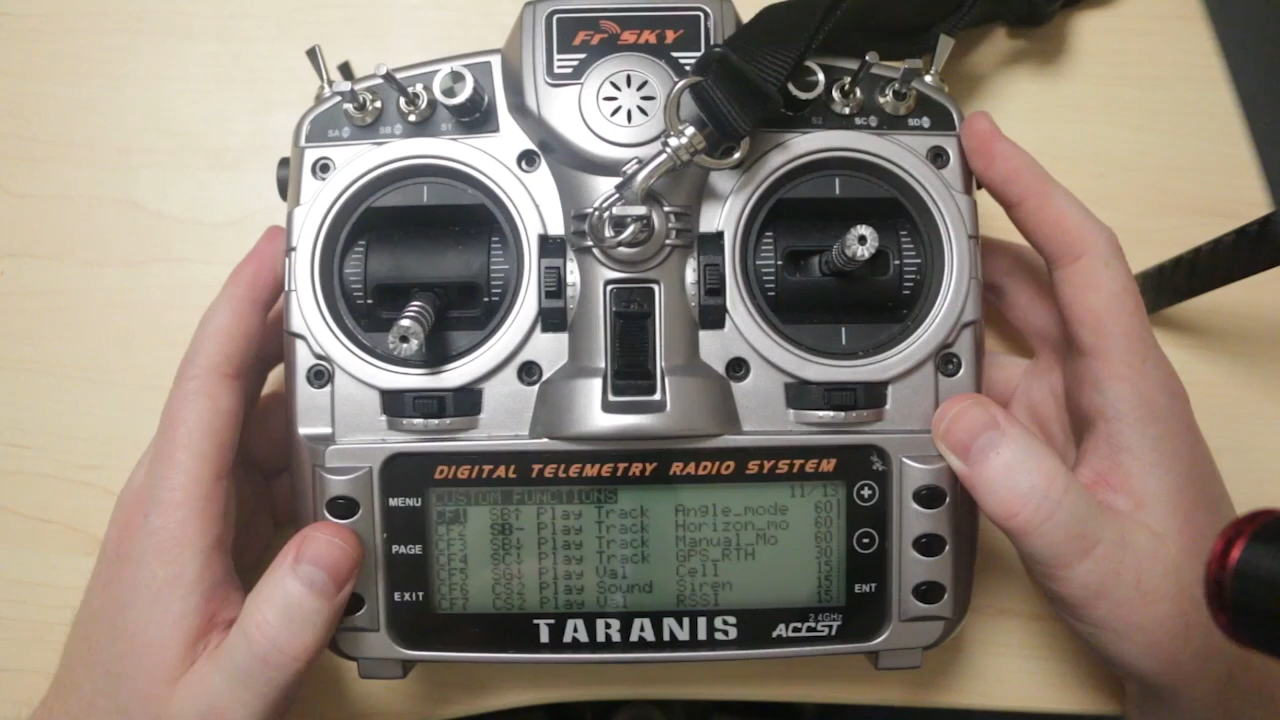 FrSKY
SA SB S1 S2 SC SD
DIGITAL TELEMETRY RADIO SYSTEM
MENU
PAGE
EXIT
CUSTOM FUNCTIONS 11/13
CF1 SB↑ Play Track Angle_mode 60
CF2 SB- Play Track Horizon_mo 60
CF3 SB↓ Play Track Manual_Mo 60
CF4 SC↓ Play Track GPS_RTH 30
CF5 SG↓ Play Val Cell 15
CF6 CS2 Play Sound Siren 15
CF7 CS2 Play Val RSSI 15
+
-
ENT
TARANIS
2.4GHz
ACCST